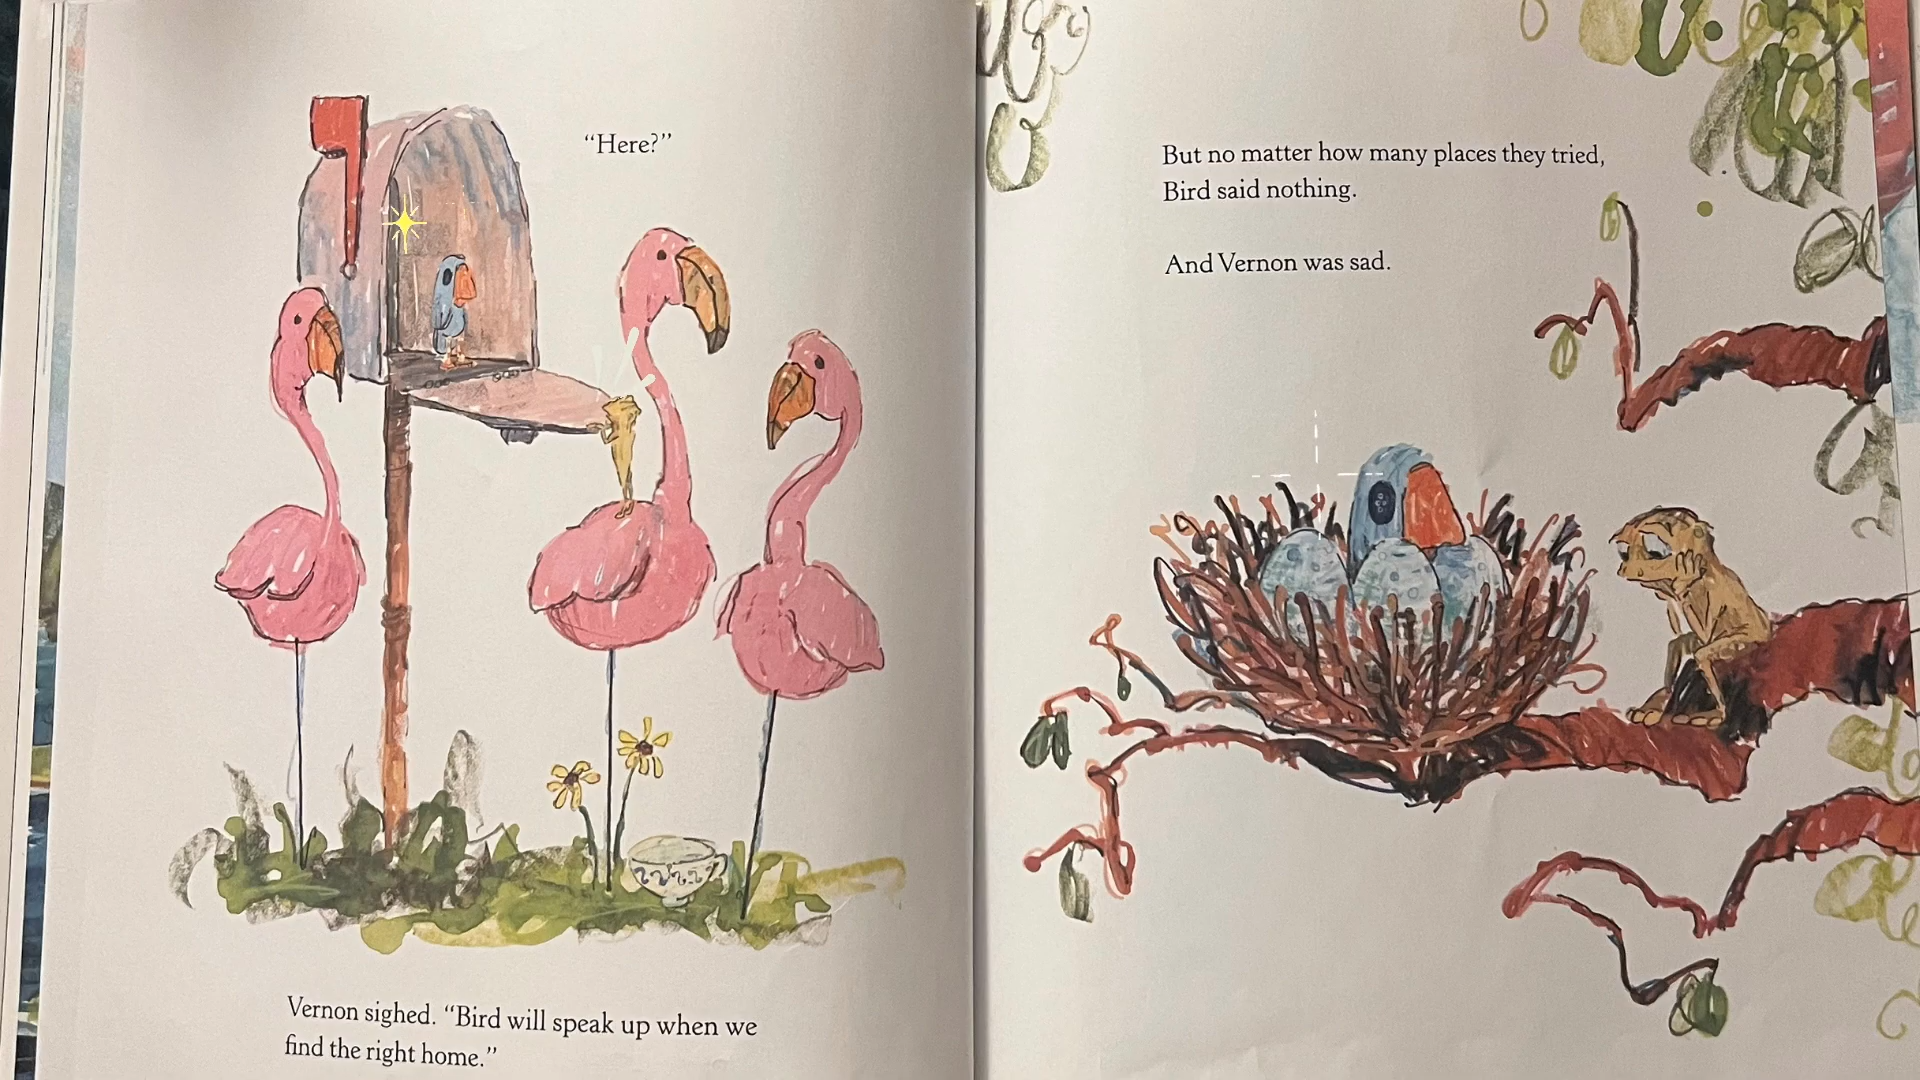 “Here?”
Vernon sighed. “Bird will speak up when we
find the right home.”
But no matter how many places they tried,
Bird said nothing.
And Vernon was sad.